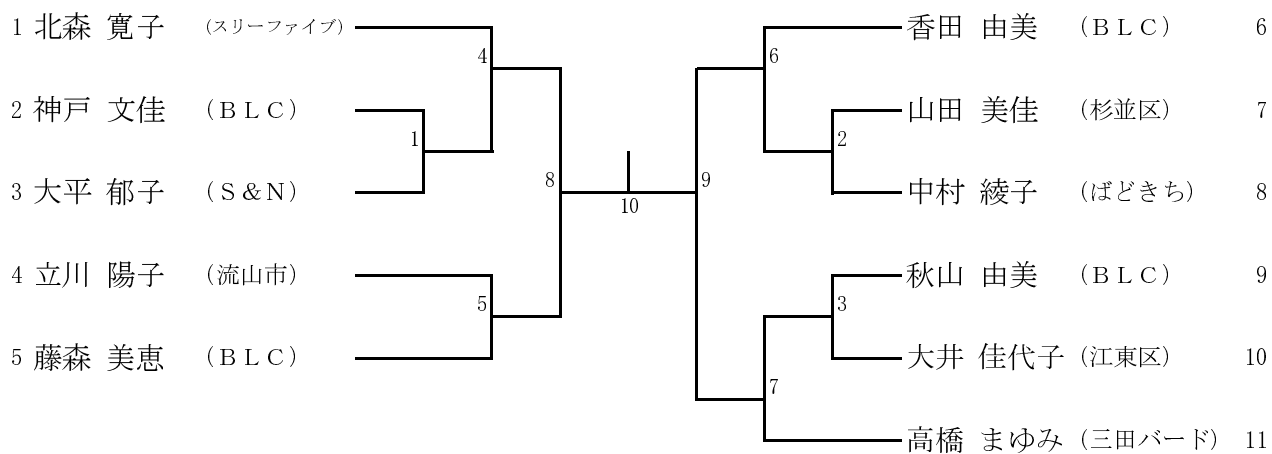 1 北森 寛子 (スリーファイブ)
2 神戸 文佳 (ＢＬＣ)
3 大平 郁子 (Ｓ＆Ｎ)
4 立川 陽子 (流山市)
5 藤森 美恵 (ＢＬＣ)
4
1
8
5
10
9
6
2
3
7
香田 由美 (ＢＬＣ) 6
山田 美佳 (杉並区) 7
中村 綾子 (ばどきち) 8
秋山 由美 (ＢＬＣ) 9
大井 佳代子 (江東区) 10
高橋 まゆみ (三田バード) 11